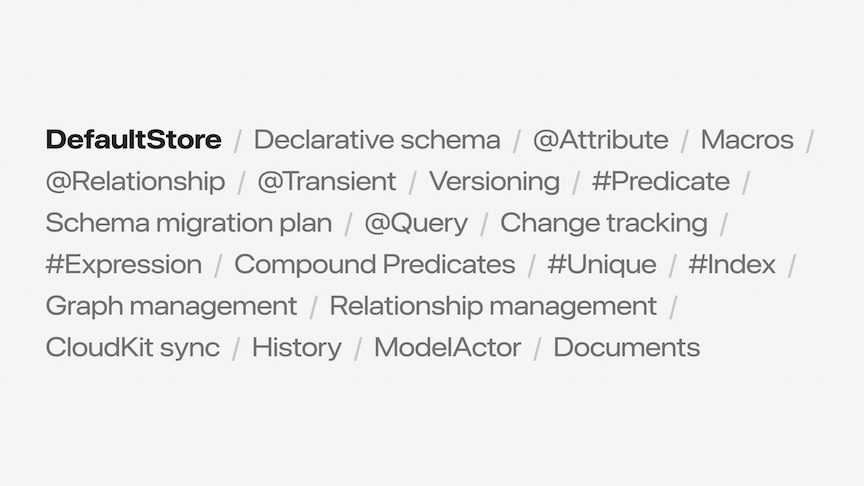 DefaultStore / Declarative schema / @Attribute / Macros /
@Relationship / @Transient / Versioning / #Predicate /
Schema migration plan / @Query / Change tracking /
#Expression / Compound Predicates / #Unique / #Index /
Graph management / Relationship management /
CloudKit sync / History / ModelActor / Documents